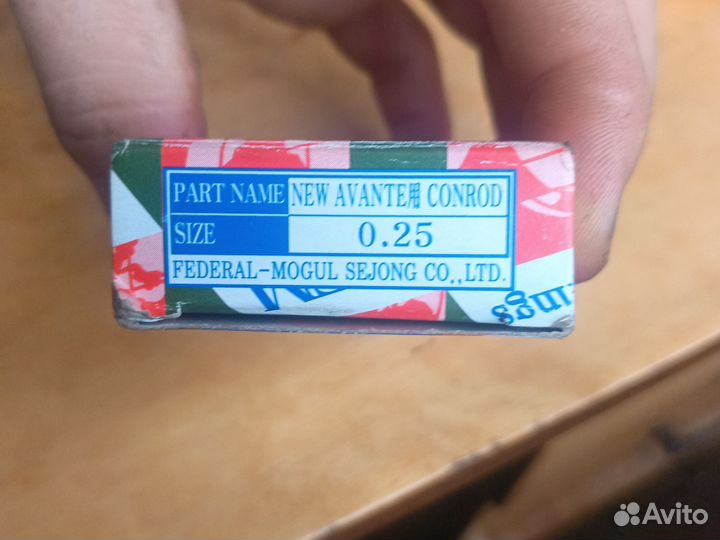 PART NAME NEW AVANTE用 CONROD
SIZE 0.25
FEDERAL-MOGUL SEJONG CO.,LTD.
Avito